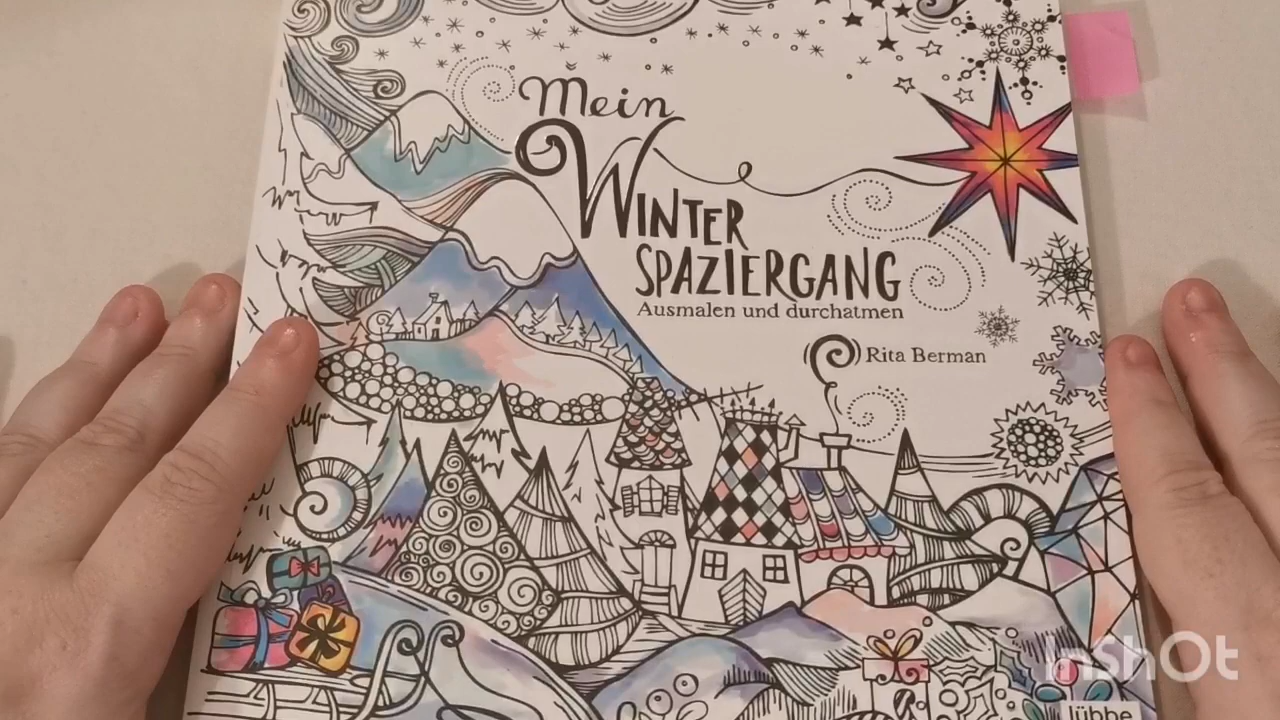 Mein
WINTER
SPAZIERGANG
Ausmalen und durchatmen
Rita Berman
InshOt
lübbe